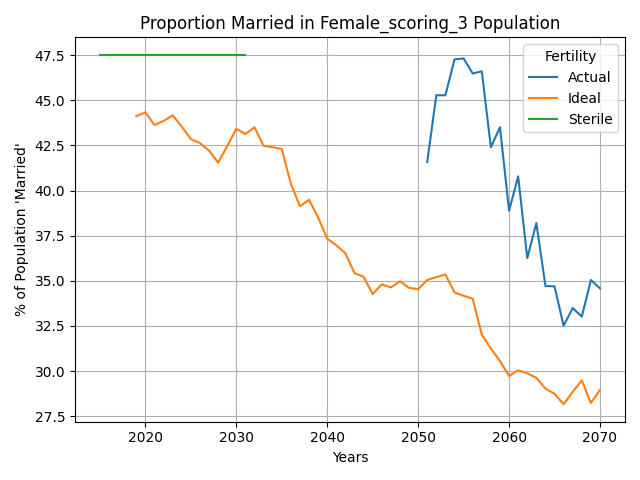 Proportion Married in Female_scoring_3 Population
% of Population 'Married'
47.5
45.0
42.5
40.0
37.5
35.0
32.5
30.0
27.5
Fertility
Actual
Ideal
Sterile
2020 2030 2040 2050 2060 2070
Years